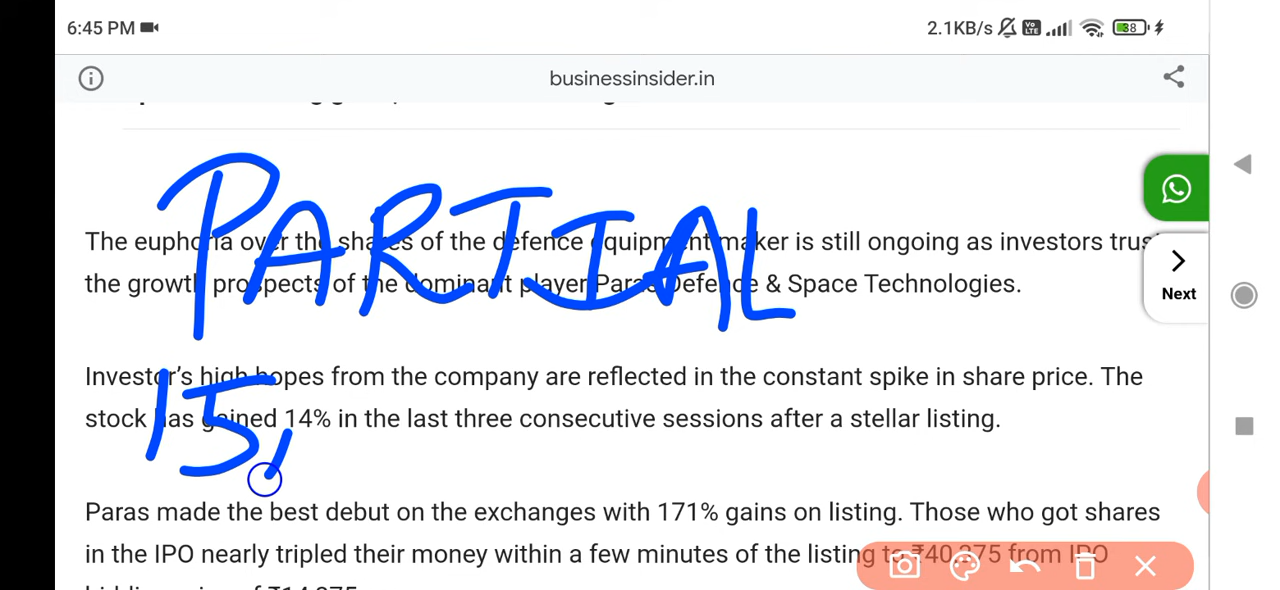 6:45 PM
2.1KB/s Vo LTE 38
businessinsider.in
PARTIAL
The euphoria over the shares of the defence equipment maker is still ongoing as investors trust
the growth prospects of the dominant player Paras Defence & Space Technologies.
Next
Investor's high hopes from the company are reflected in the constant spike in share price. The
stock has gained 14% in the last three consecutive sessions after a stellar listing.
15,
Paras made the best debut on the exchanges with 171% gains on listing. Those who got shares
in the IPO nearly tripled their money within a few minutes of the listing to ₹40,375 from IPO